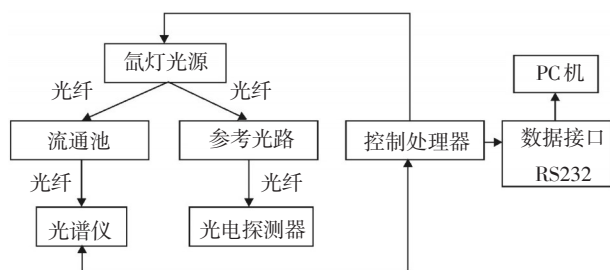 氙灯光源
PC机
光纤
光纤
流通池
参考光路
控制处理器
数据接口
RS232
光纤
光纤
光谱仪
光电探测器